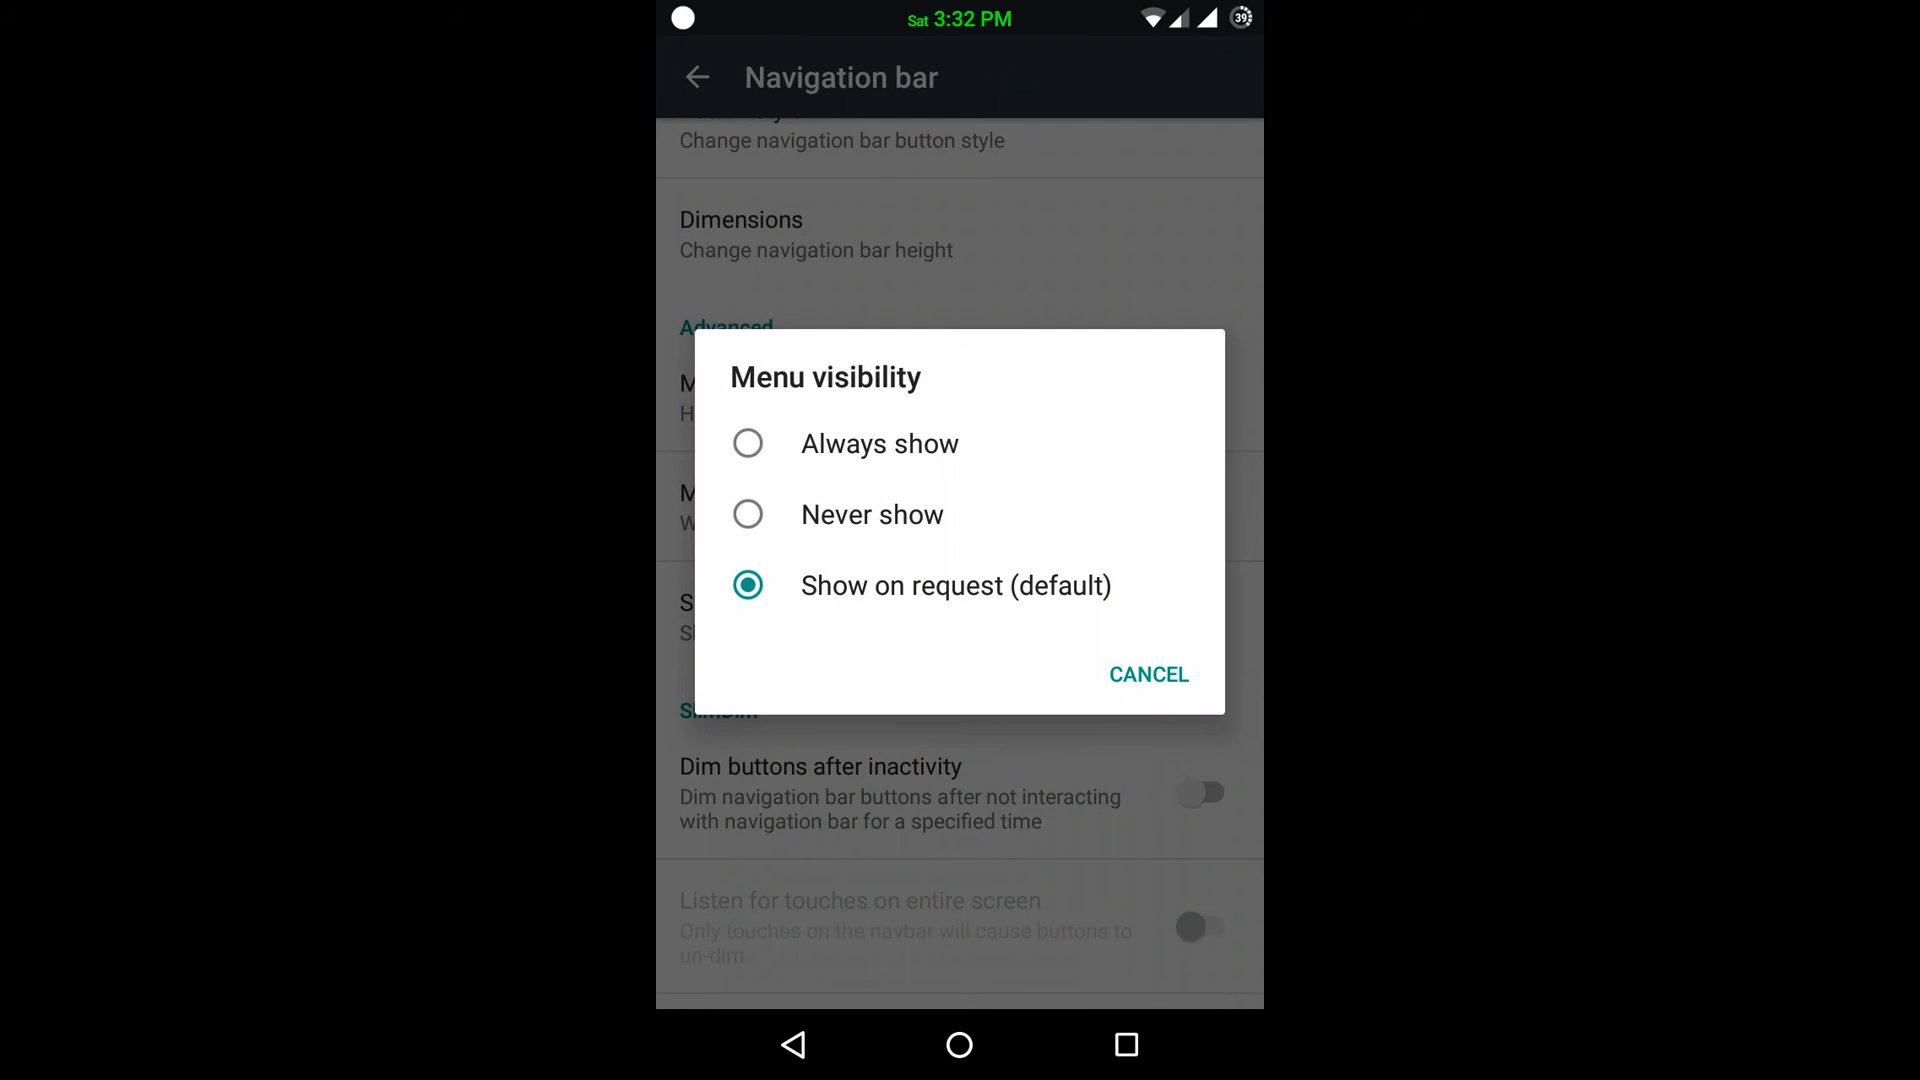 Sat 3:32 PM
39
Navigation bar
Change navigation bar button style
Dimensions
Change navigation bar height
Advanced
Menu visibility
Always show
Never show
Show on request (default)
CANCEL
SlimDim
Dim buttons after inactivity
Dim navigation bar buttons after not interacting
with navigation bar for a specified time
Listen for touches on entire screen
Only touches on the navbar will cause buttons to
un-dim